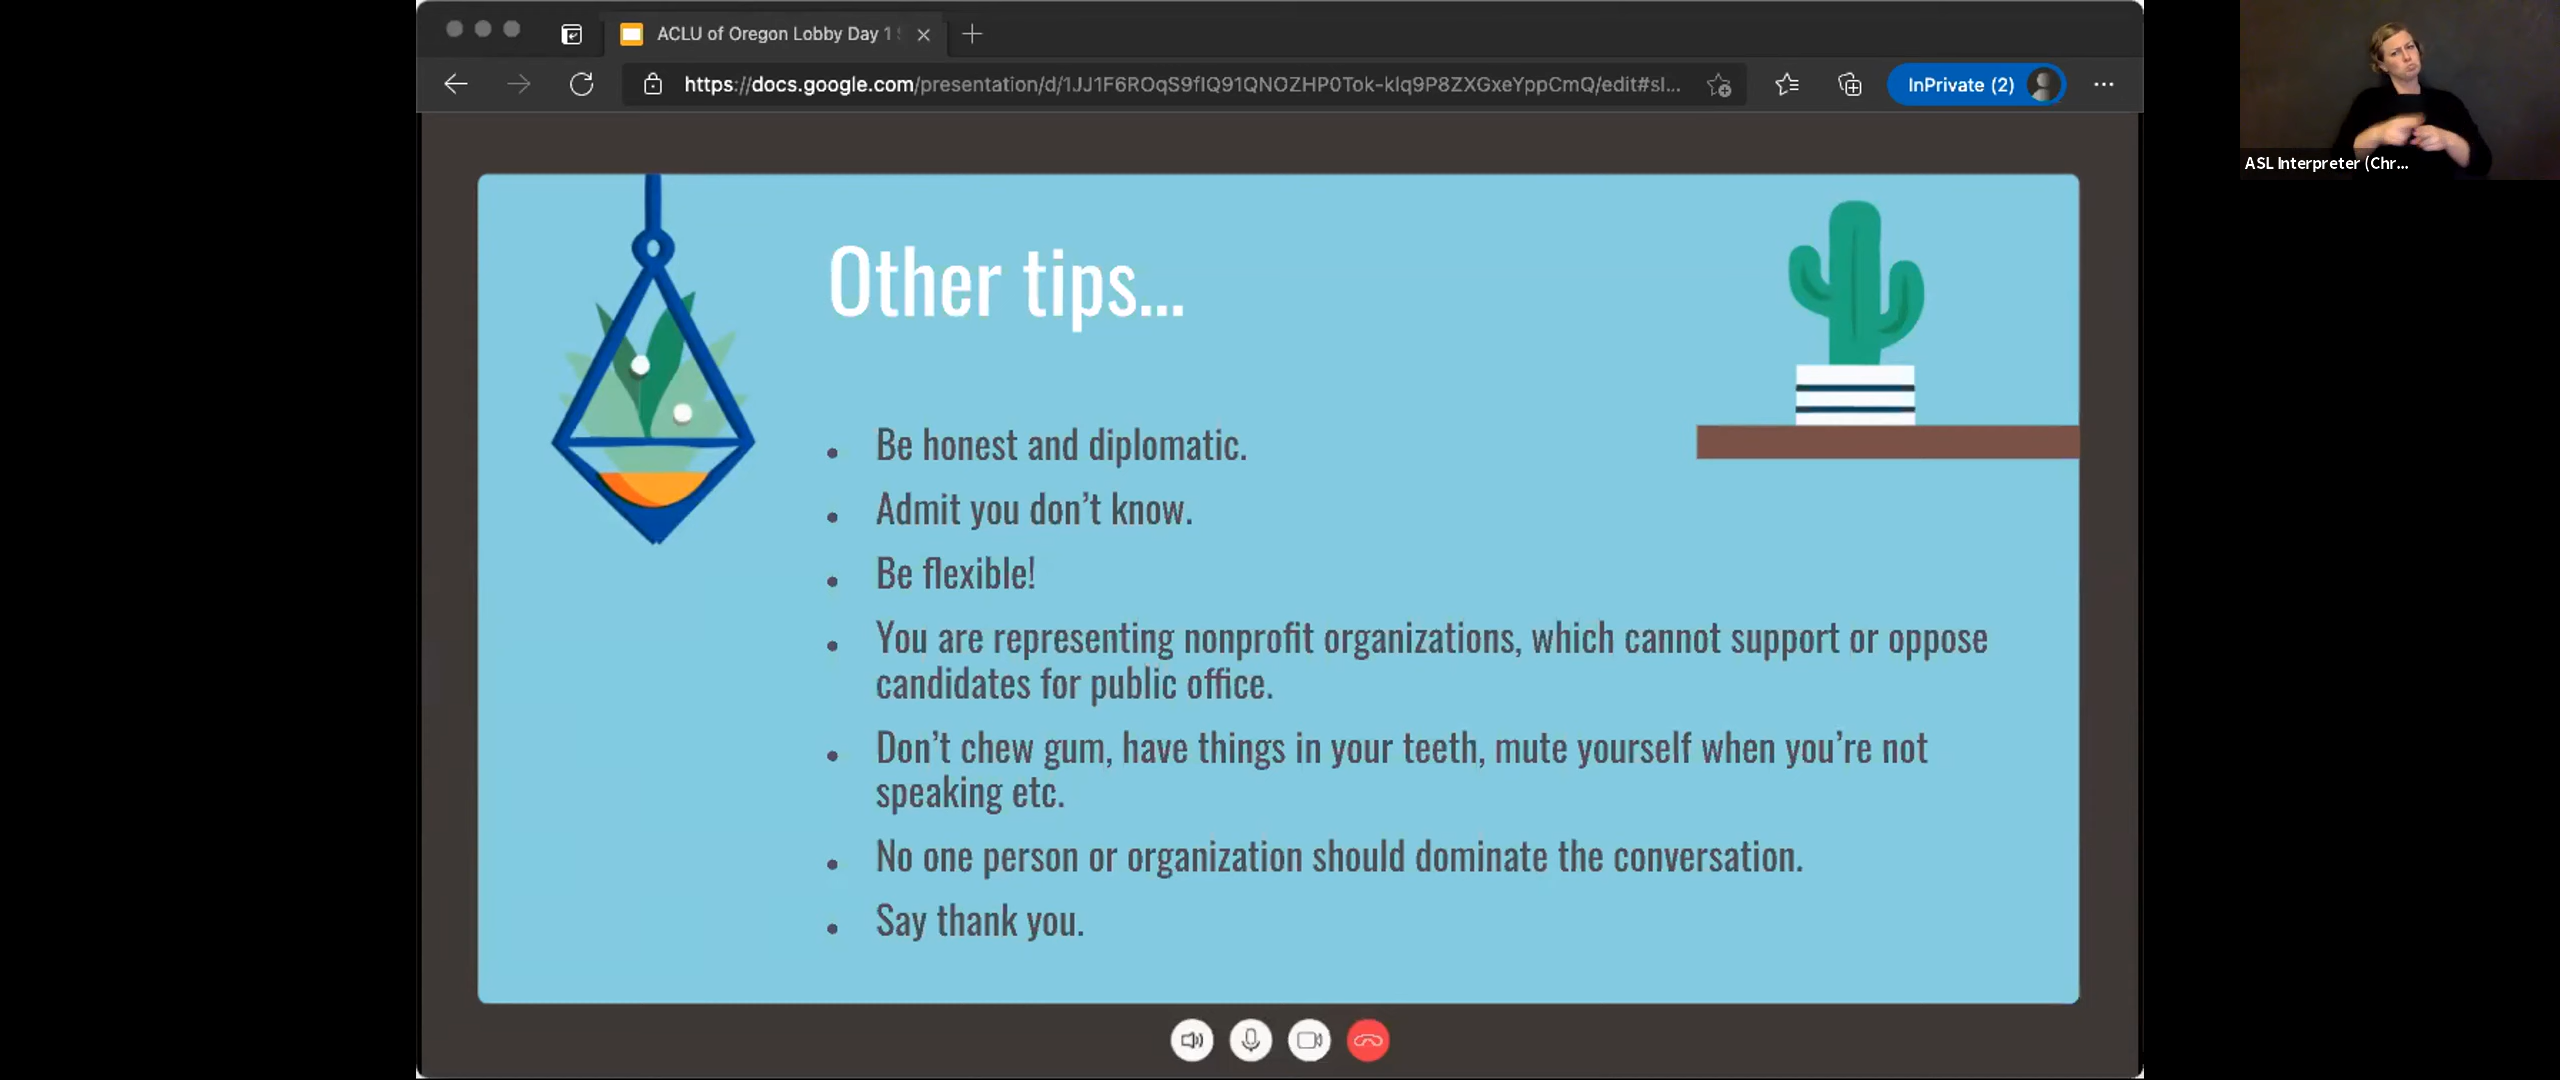 ACLU of Oregon Lobby Day 1
https://docs.google.com/presentation/d/1JJ1F6ROqS9fIQ91QNOZHP0Tok-klq9P8ZXGxeYppCmQ/edit#sl...
InPrivate (2)
ASL Interpreter (Chr...
Other tips...
• Be honest and diplomatic.
• Admit you don’t know.
• Be flexible!
• You are representing nonprofit organizations, which cannot support or oppose
candidates for public office.
• Don’t chew gum, have things in your teeth, mute yourself when you’re not
speaking etc.
• No one person or organization should dominate the conversation.
• Say thank you.